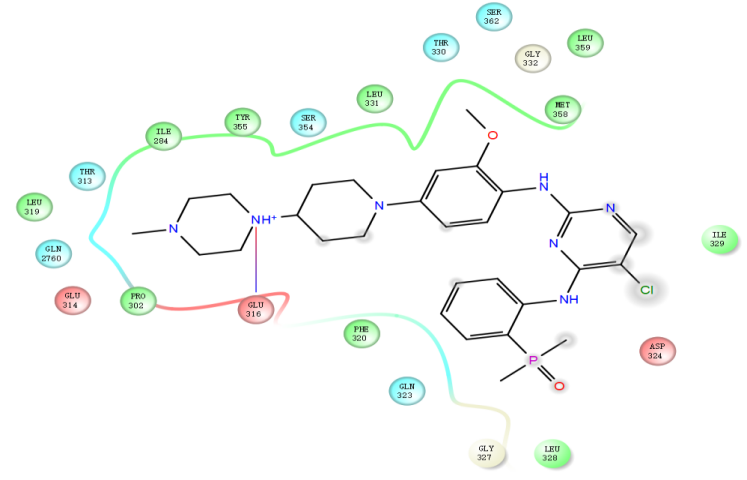 SER
362
THR
330
LEU
359
GLY
332
LEU
331
MET
358
TYR
355
SER
354
ILE
284
O
THR
313
NH
LEU
319
N
NH+
N
N
N
ILE
329
GLN
2760
GLU
314
PRO
302
GLU
316
NH
Cl
PHE
320
ASP
324
P
O
GLN
323
GLY
327
LEU
328